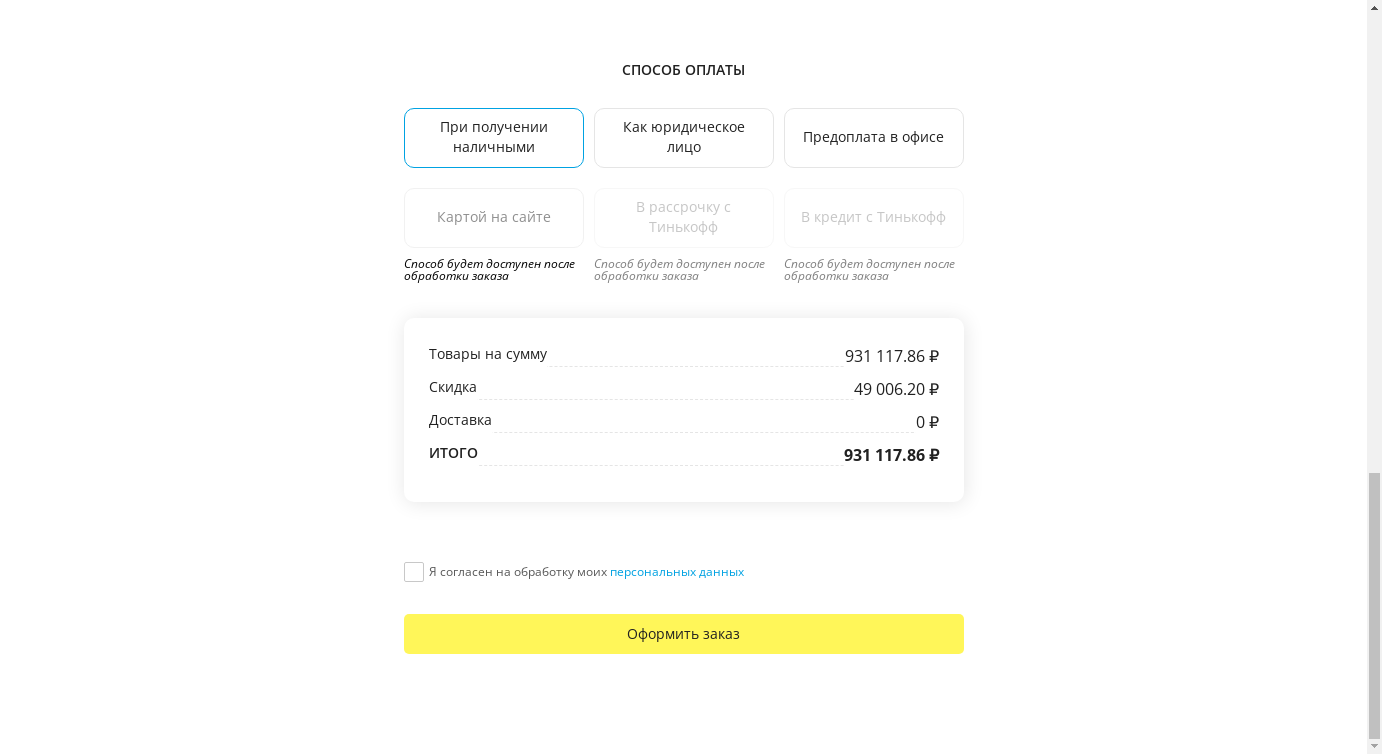 СПОСОБ ОПЛАТЫ
При получении
наличными
Как юридическое
лицо
Предоплата в офисе
Картой на сайте
В рассрочку с
Тинькофф
В кредит с Тинькофф
Способ будет доступен после
обработки заказа
Способ будет доступен после
обработки заказа
Способ будет доступен после
обработки заказа
Товары на сумму 931 117.86 ₽
Скидка 49 006.20 ₽
Доставка 0 ₽
ИТОГО 931 117.86 ₽
Я согласен на обработку моих персональных данных
Оформить заказ